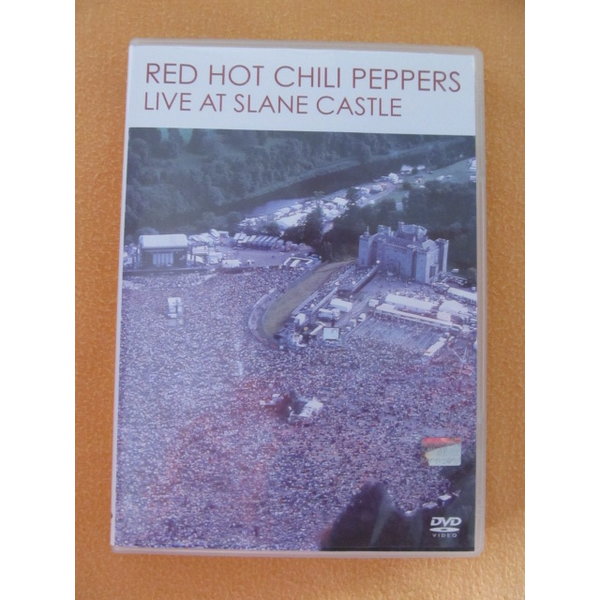 RED HOT CHILI PEPPERS
LIVE AT SLANE CASTLE
DVD
VIDEO